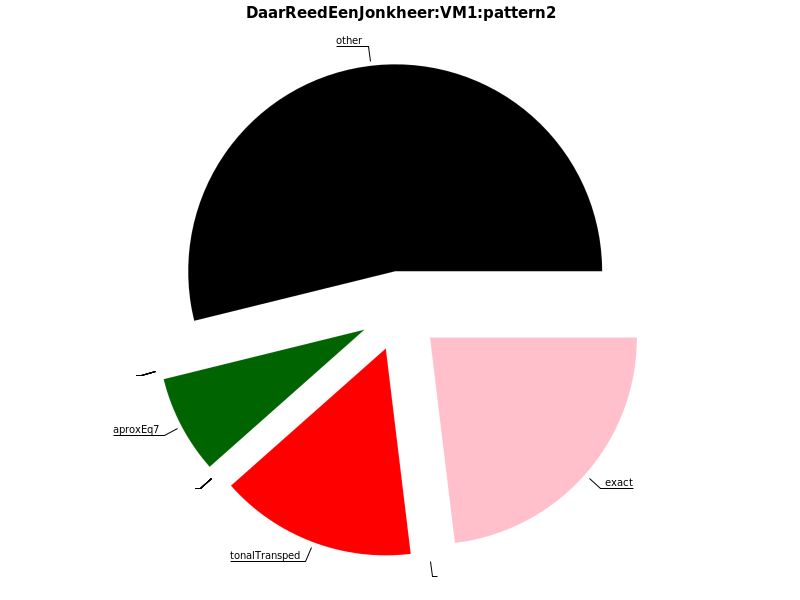 DaarReedEenJonkheer:VM1:pattern2
other
aproxEq7
exact
tonalTransped